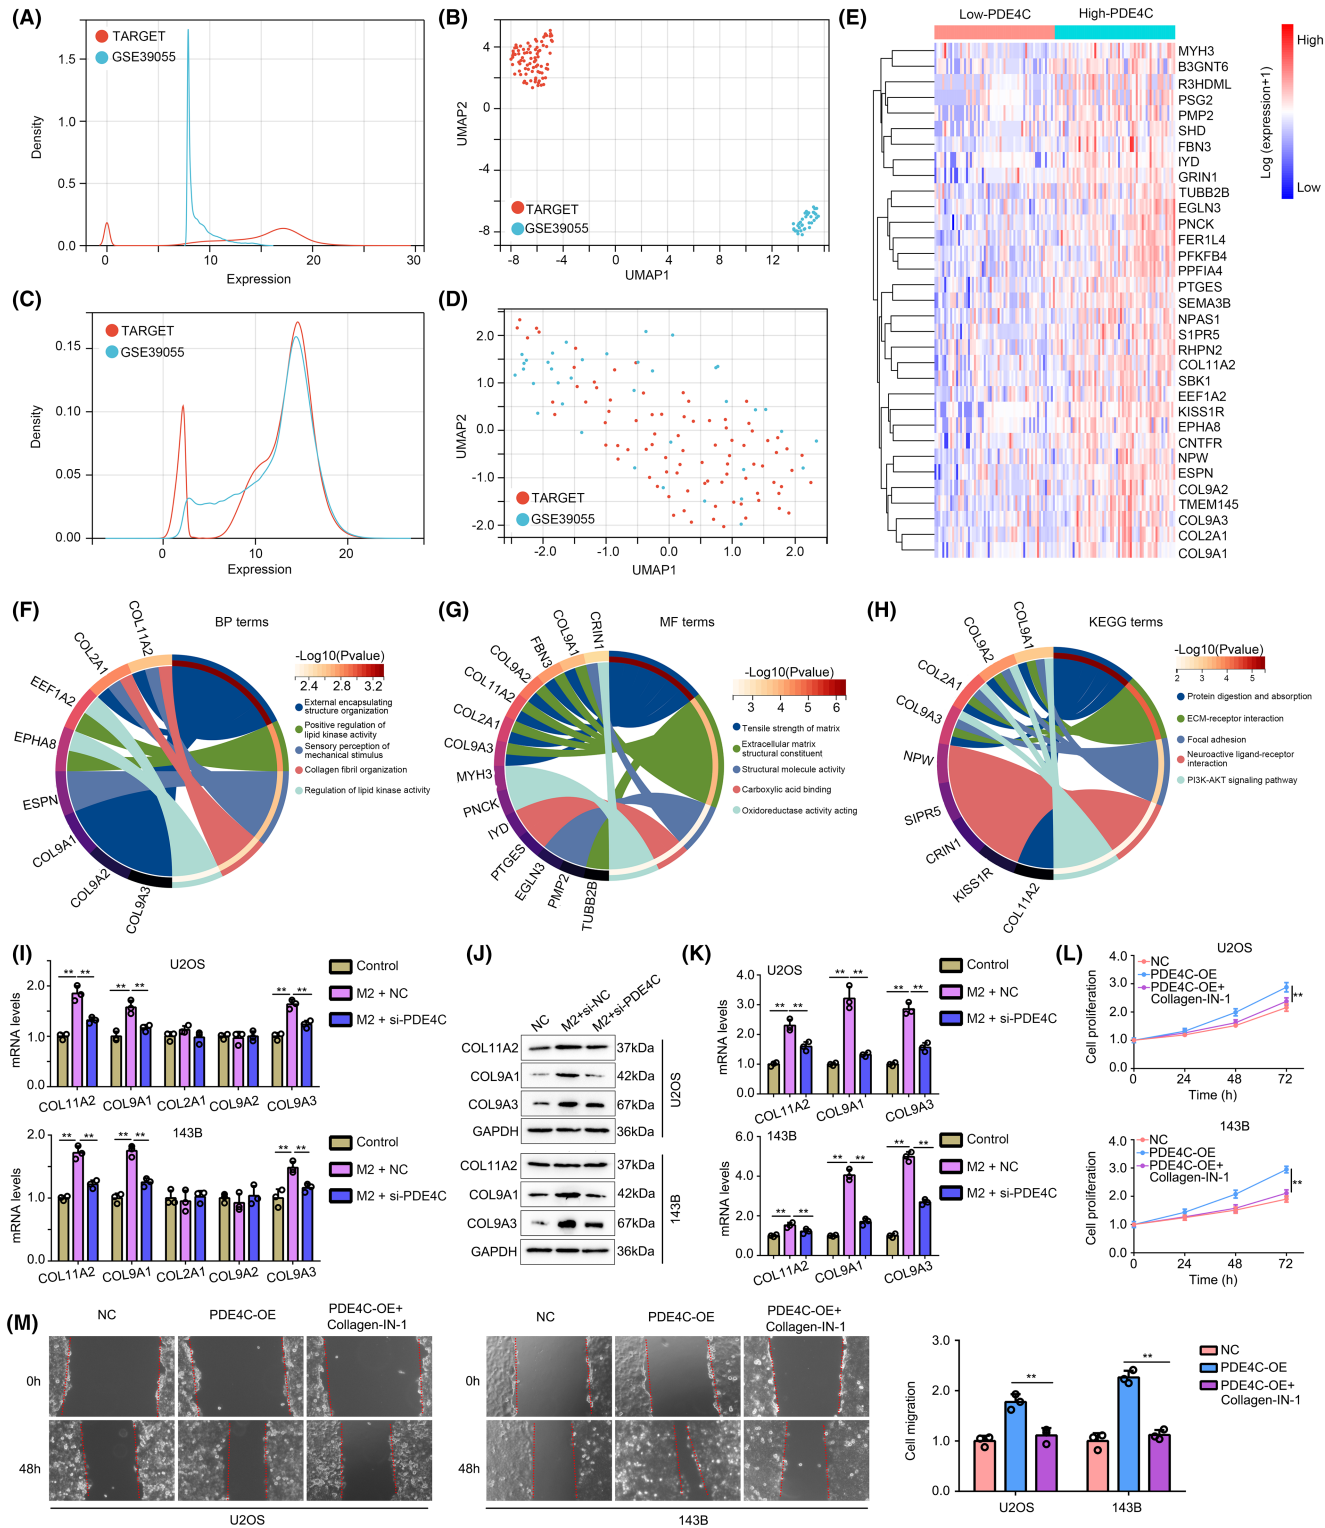 (A)
TARGET
GSE39055
1.5
1.0
0.5
0.0
Density
0
10
20
30
Expression
(B)
4
0
-4
-8
UMAP2
TARGET
GSE39055
-8
-4
0
4
8
12
UMAP1
(C)
TARGET
GSE39055
0.15
0.10
0.05
0.00
Density
0
10
20
Expression
(D)
2.0
1.0
0.0
-1.0
-2.0
UMAP2
TARGET
GSE39055
-2.0
-1.0
0.0
1.0
2.0
UMAP1
(E)
Low-PDE4C
High-PDE4C
MYH3
B3GNT6
R3HDML
PSG2
PMP2
SHD
FBN3
IYD
GRIN1
TUBB2B
EGLN3
PNCK
FER1L4
PFKFB4
PPFIA4
PTGES
SEMA3B
NPAS1
S1PR5
RHPN2
COL11A2
SBK1
EEF1A2
KISS1R
EPHA8
CNTFR
NPW
ESPN
COL9A2
TMEM145
COL9A3
COL2A1
COL9A1
High
Low
Log (expression+1)
(F)
BP terms
COL11A2
COL2A1
EEF1A2
EPHA8
ESPN
COL9A1
COL9A2
COL9A3
-Log10(Pvalue)
2.4 2.8 3.2
External encapsulating
structure organization
Positive regulation of
lipid kinase activity
Sensory perception of
mechanical stimulus
Collagen fibril organization
Regulation of lipid kinase activity
(G)
MF terms
CRIN1
COL9A1
FBN3
COL9A2
COL11A2
COL2A1
COL9A3
MYH3
PNCK
IYD
PTGES
EGLN3
PMP2
TUBB2B
-Log10(Pvalue)
3 4 5 6
Tensile strength of matrix
Extracellular matrix
structural constituent
Structural molecule activity
Carboxylic acid binding
Oxidoreductase activity acting
(H)
KEGG terms
COL9A1
COL9A2
COL2A1
COL9A3
NPW
SIPR5
CRIN1
KISS1R
COL11A2
-Log10(Pvalue)
2 3 4 5
Protein digestion and absorption
ECM-receptor interaction
Focal adhesion
Neuroactive ligand-receptor
interaction
PI3K-AKT signaling pathway
(I)
U2OS
2.5
2.0
1.5
1.0
0.0
mRNA levels
** ** ** ** ** **
COL11A2
COL9A1
COL2A1
COL9A2
COL9A3
Control
M2 + NC
M2 + si-PDE4C
143B
2.0
1.5
1.0
0.5
0.0
mRNA levels
** ** ** ** ** **
COL11A2
COL9A1
COL2A1
COL9A2
COL9A3
Control
M2 + NC
M2 + si-PDE4C
(J)
NC
M2+si-NC
M2+si-PDE4C
COL11A2 37kDa
COL9A1 42kDa
COL9A3 67kDa
GAPDH 36kDa
U2OS
COL11A2 37kDa
COL9A1 42kDa
COL9A3 67kDa
GAPDH 36kDa
143B
(K)
U2OS
4.0
3.0
2.0
1.0
0.0
mRNA levels
** ** ** ** ** **
COL11A2
COL9A1
COL9A3
Control
M2 + NC
M2 + si-PDE4C
143B
6.0
4.0
2.0
0.0
mRNA levels
** ** ** ** ** **
COL11A2
COL9A1
COL9A3
Control
M2 + NC
M2 + si-PDE4C
(L)
U2OS
4.0
3.0
2.0
1.0
0.0
Cell proliferation
NC
PDE4C-OE
PDE4C-OE+
Collagen-IN-1
**
0 24 48 72
Time (h)
143B
4.0
3.0
2.0
1.0
0.0
Cell proliferation
NC
PDE4C-OE
PDE4C-OE+
Collagen-IN-1
**
0 24 48 72
Time (h)
(M)
NC
PDE4C-OE
PDE4C-OE+
Collagen-IN-1
0h
48h
U2OS
NC
PDE4C-OE
PDE4C-OE+
Collagen-IN-1
0h
48h
143B
3.0
2.0
1.0
0.0
Cell migration
** **
U2OS
143B
NC
PDE4C-OE
PDE4C-OE+
Collagen-IN-1